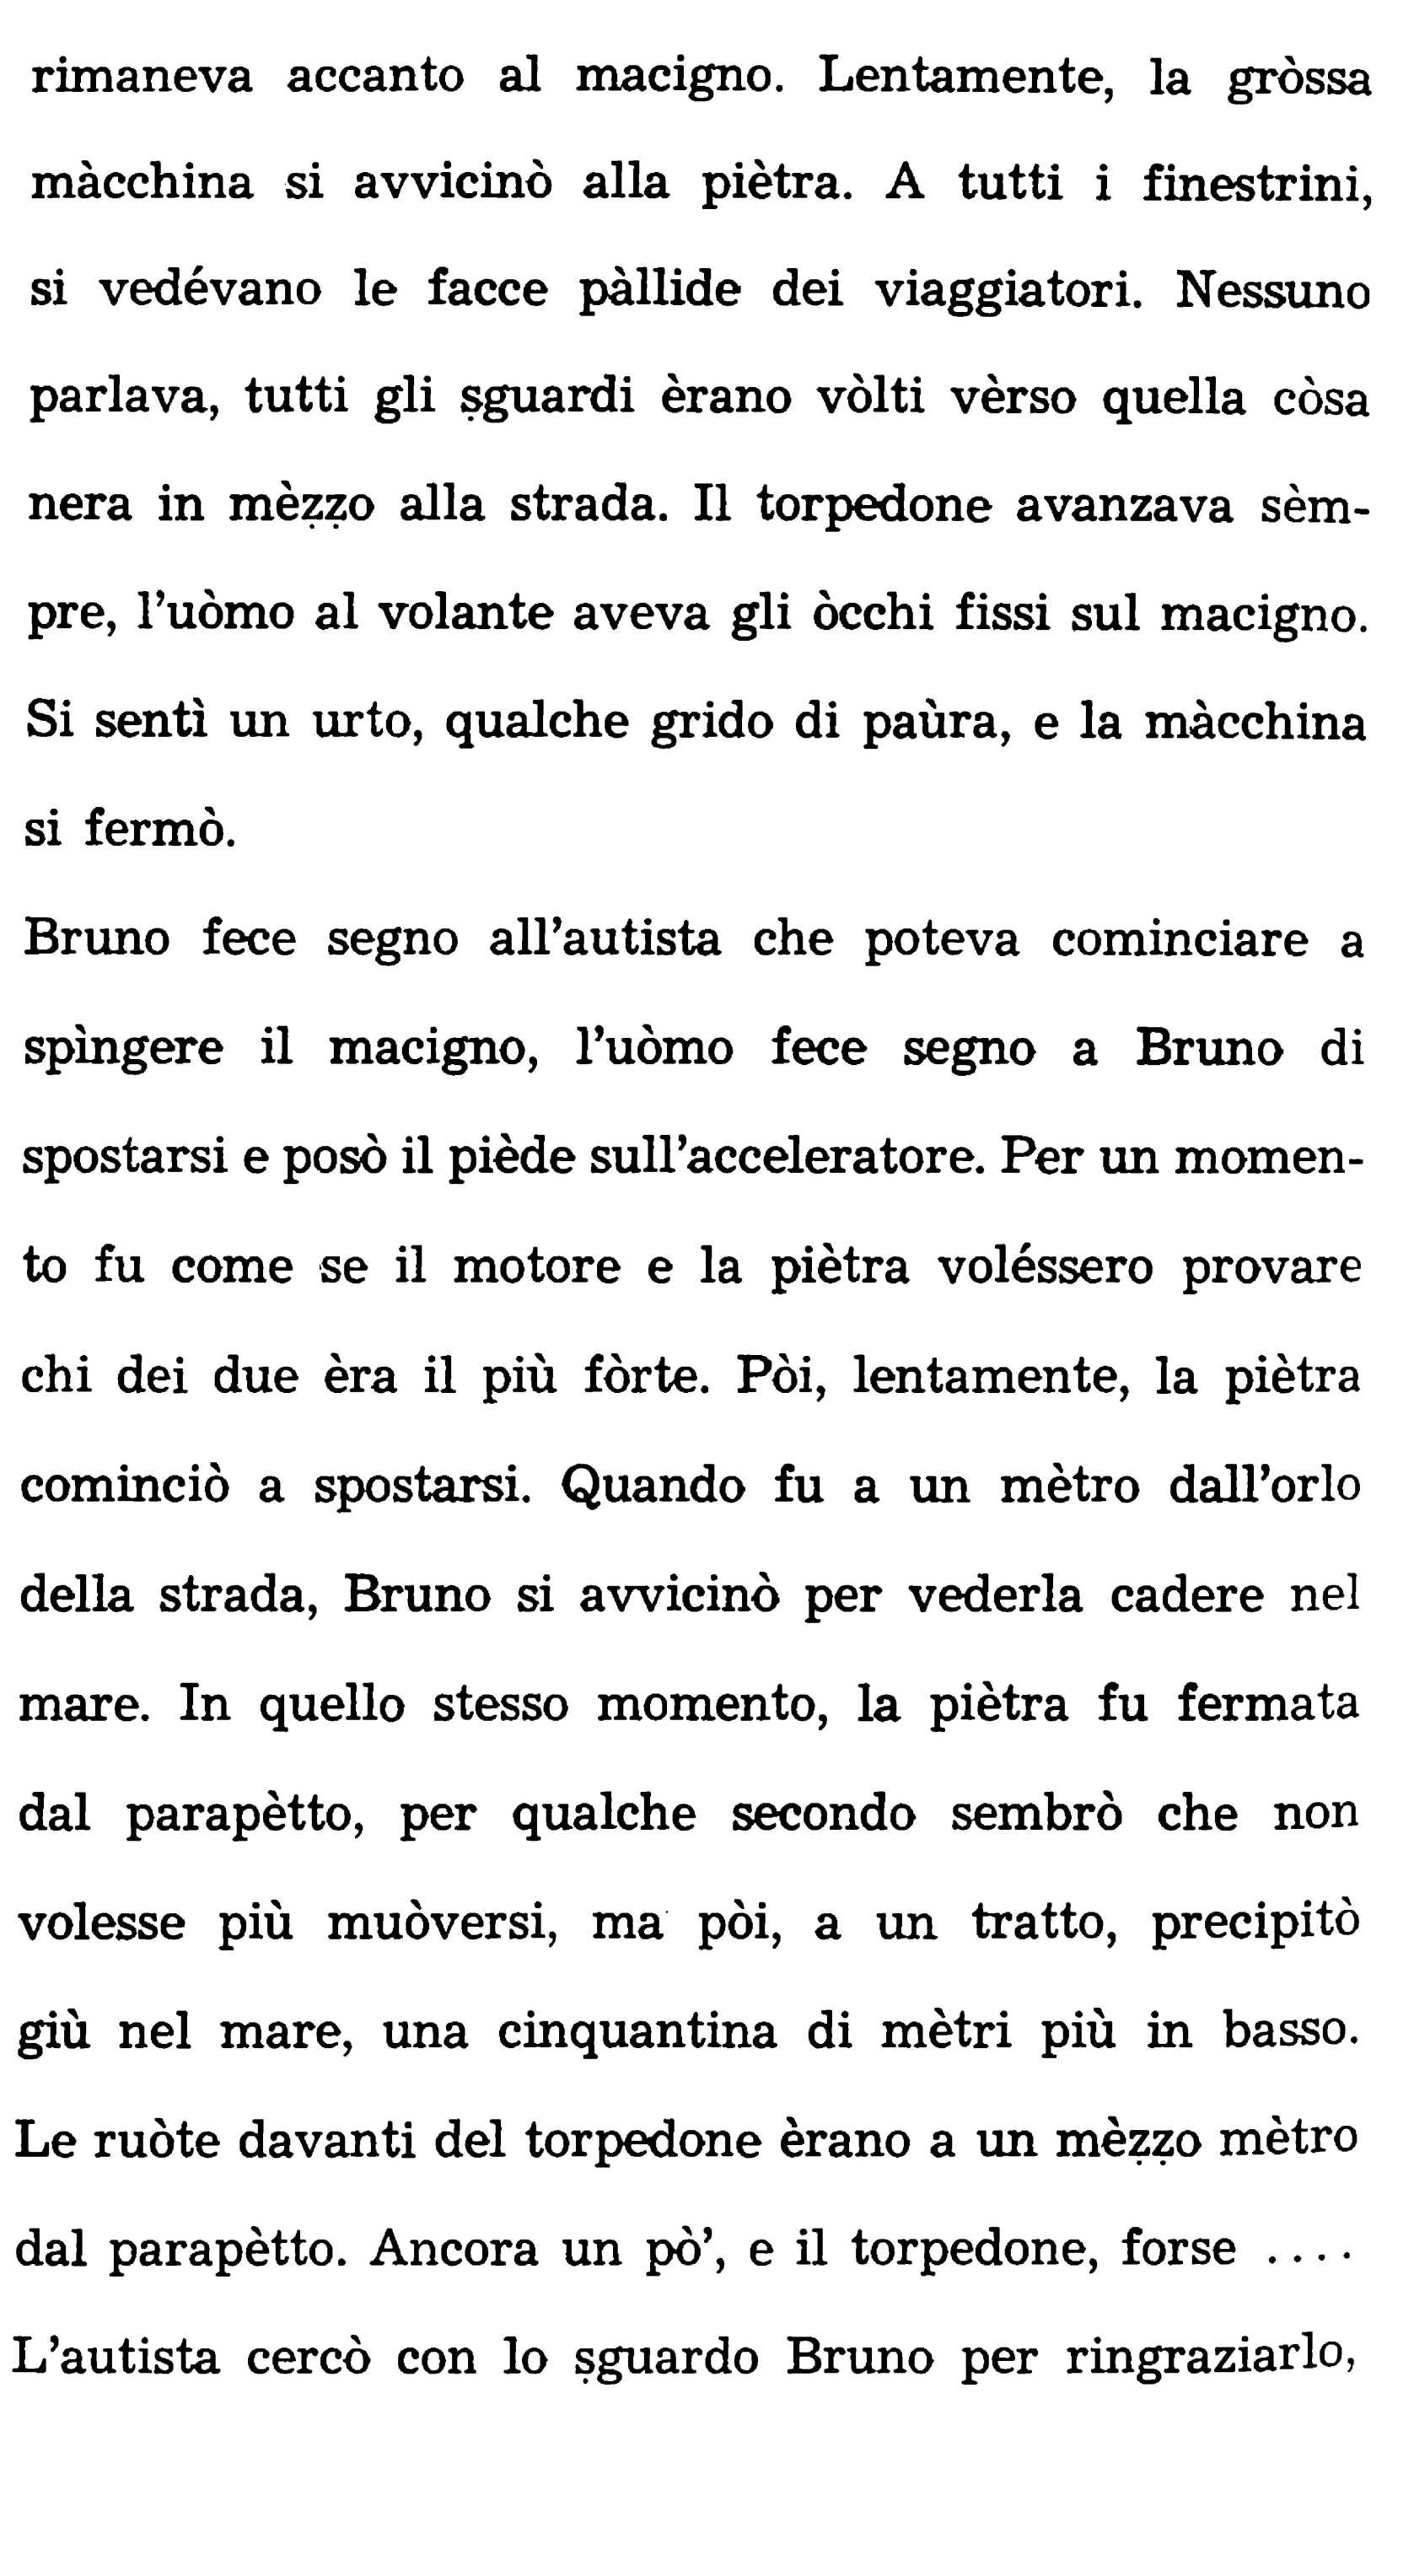 rimaneva accanto al macigno. Lentamente, la gròssa
màcchina si avvicinò alla piètra. A tutti i finestrini,
si vedévano le facce pàllide dei viaggiatori. Nessuno
parlava, tutti gli ṣguardi èrano vòlti vèrso quella còsa
nera in mèẓẓo alla strada. Il torpedone avanzava sèm-
pre, l'uòmo al volante aveva gli òcchi fissi sul macigno.
Si sentì un urto, qualche grido di paùra, e la màcchina
si fermò.
Bruno fece segno all'autista che poteva cominciare a
spìngere il macigno, l'uòmo fece segno a Bruno di
spostarsi e posò il piède sull'acceleratore. Per un momen-
to fu come se il motore e la piètra voléssero provare
chi dei due èra il più fòrte. Pòi, lentamente, la piètra
cominciò a spostarsi. Quando fu a un mètro dall'orlo
della strada, Bruno si avvicinò per vederla cadere nel
mare. In quello stesso momento, la piètra fu fermata
dal parapètto, per qualche secondo sembrò che non
volesse più muòversi, ma pòi, a un tratto, precipitò
giù nel mare, una cinquantina di mètri più in basso.
Le ruòte davanti del torpedone èrano a un mèẓẓo mètro
dal parapètto. Ancora un pò', e il torpedone, forse ....
L'autista cercò con lo ṣguardo Bruno per ringraziarlo,